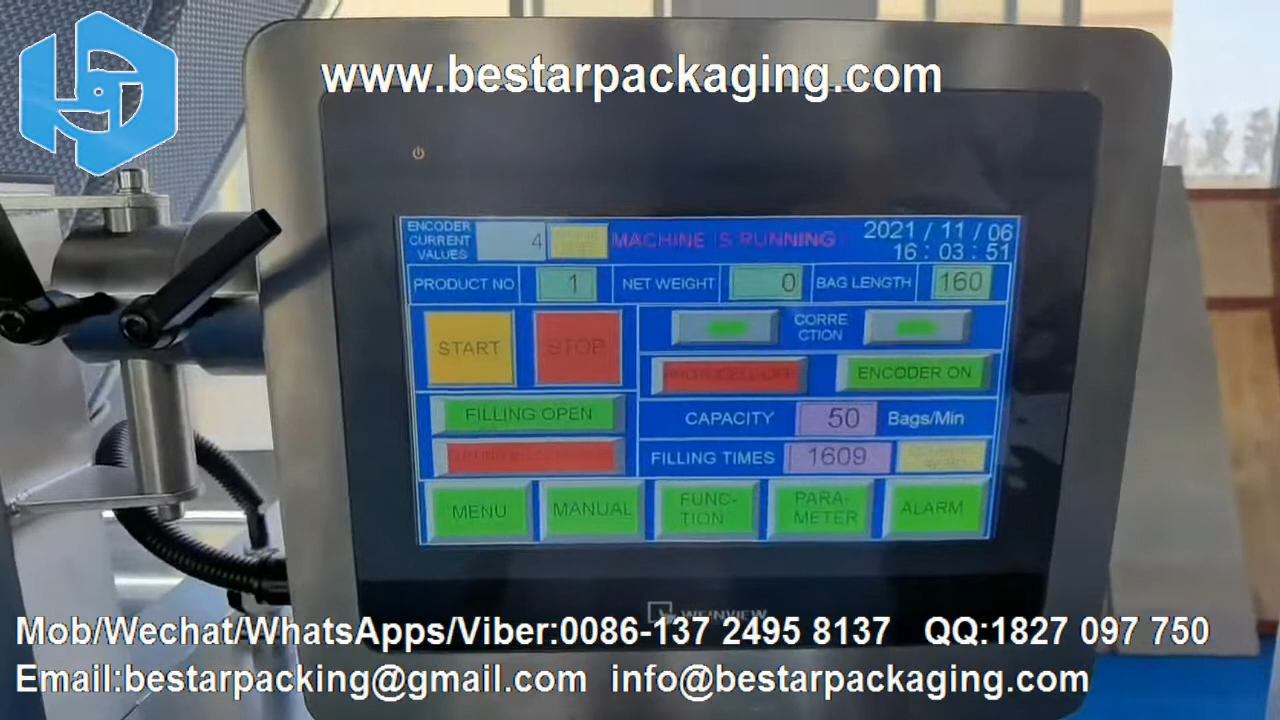 www.bestarpackaging.com
ENCODER
CURRENT
VALUES
4
MACHINE IS RUNNING
2021 / 11 / 06
16 : 03 : 51
PRODUCT NO 1 NET WEIGHT 0 BAG LENGTH 160
START STOP
CORRE
CTION
ENCODER ON
FILLING OPEN
CAPACITY 50 Bags/Min
FILLING TIMES 1609
MENU
MANUAL
FUNC-
TION
PARA-
METER
ALARM
WEINVIEW
Mob/Wechat/WhatsApps/Viber:0086-137 2495 8137 QQ:1827 097 750
Email:bestarpacking@gmail.com info@bestarpackaging.com